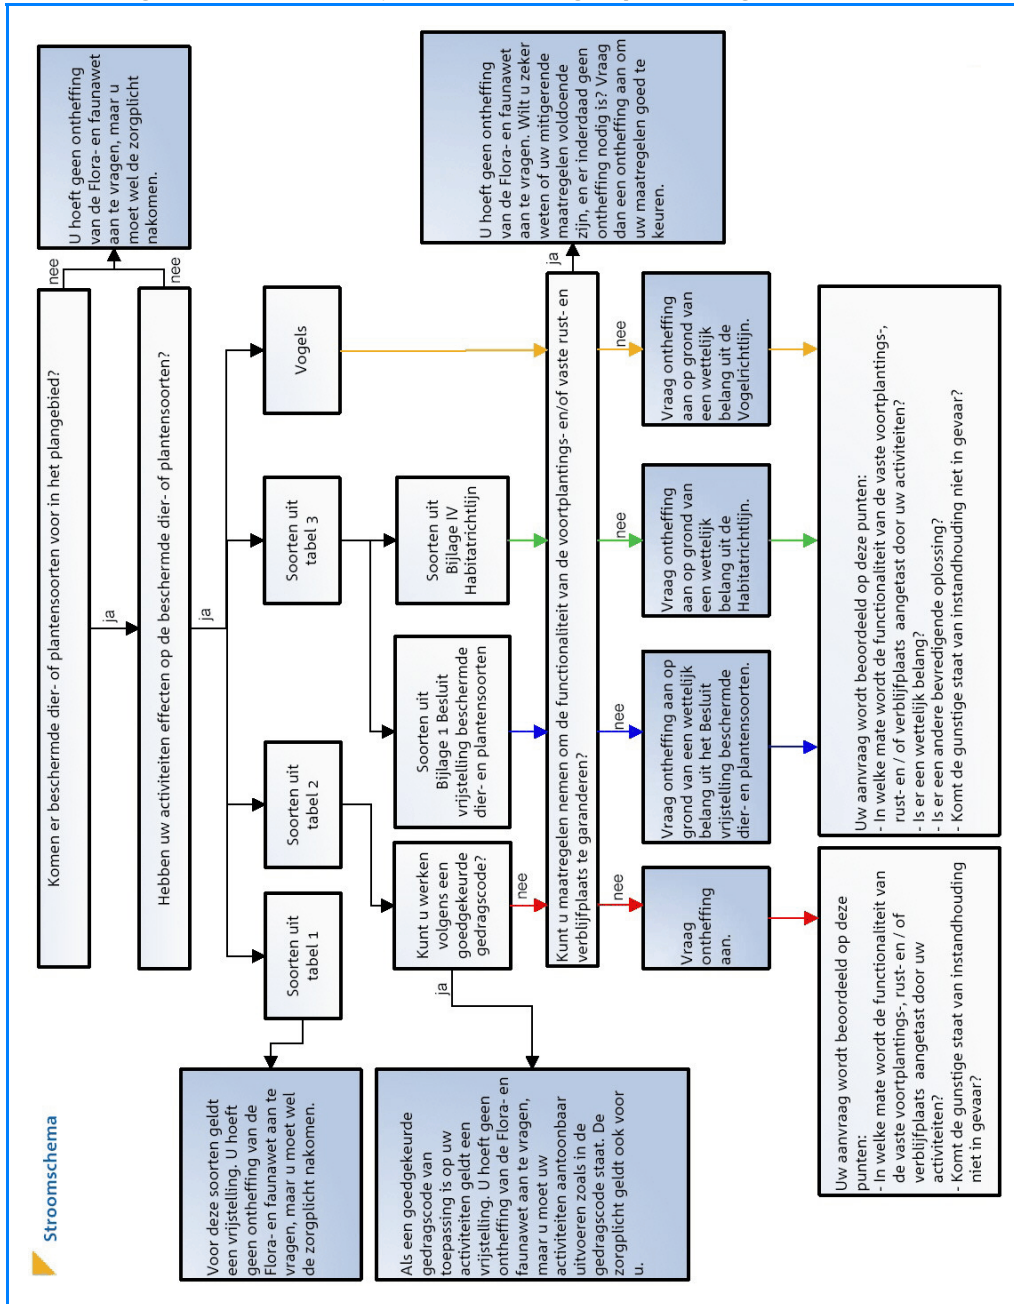 Stroomschema
Komen er beschermde dier- of plantensoorten voor in het plangebied?
nee
ja
Hebben uw activiteiten effecten op de beschermde dier- of plantensoorten?
nee
ja
U hoeft geen ontheffing
van de Flora- en faunawet
aan te vragen, maar u
moet wel de zorgplicht
nakomen.
Soorten uit
tabel 1
Soorten uit
tabel 2
Soorten uit
tabel 3
Vogels
Voor deze soorten geldt
een vrijstelling. U hoeft
geen ontheffing van de
Flora- en faunawet aan te
vragen, maar u moet wel
de zorgplicht nakomen.
Kunt u werken
volgens een
goedgekeurde
gedragscode?
ja
nee
Soorten uit
Bijlage 1 Besluit
vrijstelling beschermde
dier- en plantensoorten
Soorten uit
Bijlage IV
Habitatrichtlijn
Als een goedgekeurde
gedragscode van
toepassing is op uw
activiteiten geldt een
vrijstelling. U hoeft geen
ontheffing van de Flora- en
faunawet aan te vragen,
maar u moet uw
activiteiten aantoonbaar
uitvoeren zoals in de
gedragscode staat. De
zorgplicht geldt ook voor
u.
Kunt u maatregelen nemen om de functionaliteit van de voortplantings- en/of vaste rust- en
verblijfplaats te garanderen?
ja
U hoeft geen ontheffing
van de Flora- en faunawet
aan te vragen. Wilt u zeker
weten of uw mitigerende
maatregelen voldoende
zijn, en er inderdaad geen
ontheffing nodig is? Vraag
dan een ontheffing aan om
uw maatregelen goed te
keuren.
nee
nee
nee
nee
Vraag
ontheffing
aan.
Vraag ontheffing aan op
grond van een wettelijk
belang uit het Besluit
vrijstelling beschermde
dier- en plantensoorten.
Vraag ontheffing
aan op grond van
een wettelijk
belang uit de
Habitatrichtlijn.
Vraag ontheffing
aan op grond van
een wettelijk
belang uit de
Vogelrichtlijn.
Uw aanvraag wordt beoordeel op deze
punten:
- In welke mate wordt de functionaliteit van
de vaste voortplantings-, rust- en / of
verblijfplaats aangetast door uw
activiteiten?
- Komt de gunstige staat van instandhouding
niet in gevaar?
Uw aanvraag wordt beoordeel op deze punten:
- In welke mate wordt de functionaliteit van de vaste voortplantings-,
rust- en / of verblijfplaats aangetast door uw activiteiten?
- Is er een wettelijk belang?
- Is er een andere bevredigende oplossing?
- Komt de gunstige staat van instandhouding niet in gevaar?